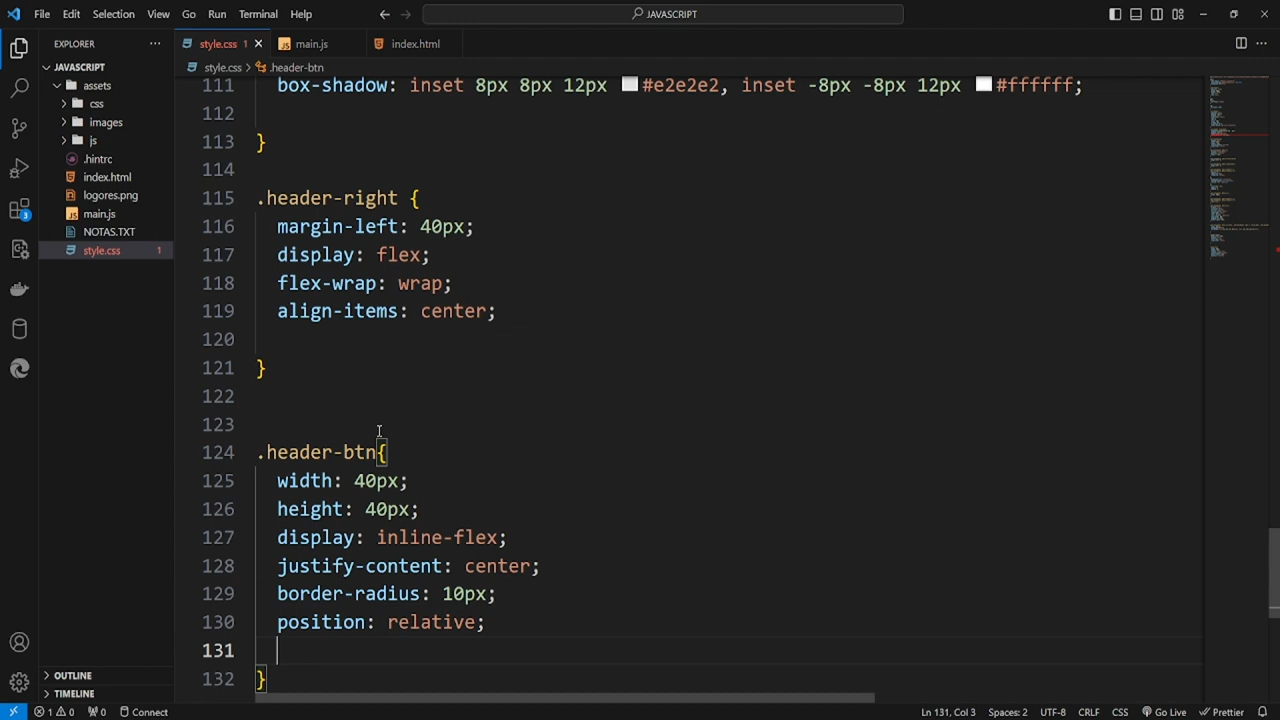 File Edit Selection View Go Run Terminal Help
JAVASCRIPT
EXPLORER
style.css 1
main.js
index.html
JAVASCRIPT
style.css > .header-btn
assets
css
images
js
.hintrc
index.html
logores.png
main.js
NOTAS.TXT
style.css 1
111 box-shadow: inset 8px 8px 12px #e2e2e2, inset -8px -8px 12px #ffffff;
112
113 }
114
115 .header-right {
116 margin-left: 40px;
117 display: flex;
118 flex-wrap: wrap;
119 align-items: center;
120
121 }
122
123
124 .header-btn{
125 width: 40px;
126 height: 40px;
127 display: inline-flex;
128 justify-content: center;
129 border-radius: 10px;
130 position: relative;
131
132 }
3
OUTLINE
TIMELINE
1 0 0 Connect Ln 131, Col 3 Spaces: 2 UTF-8 CRLF CSS Go Live Prettier